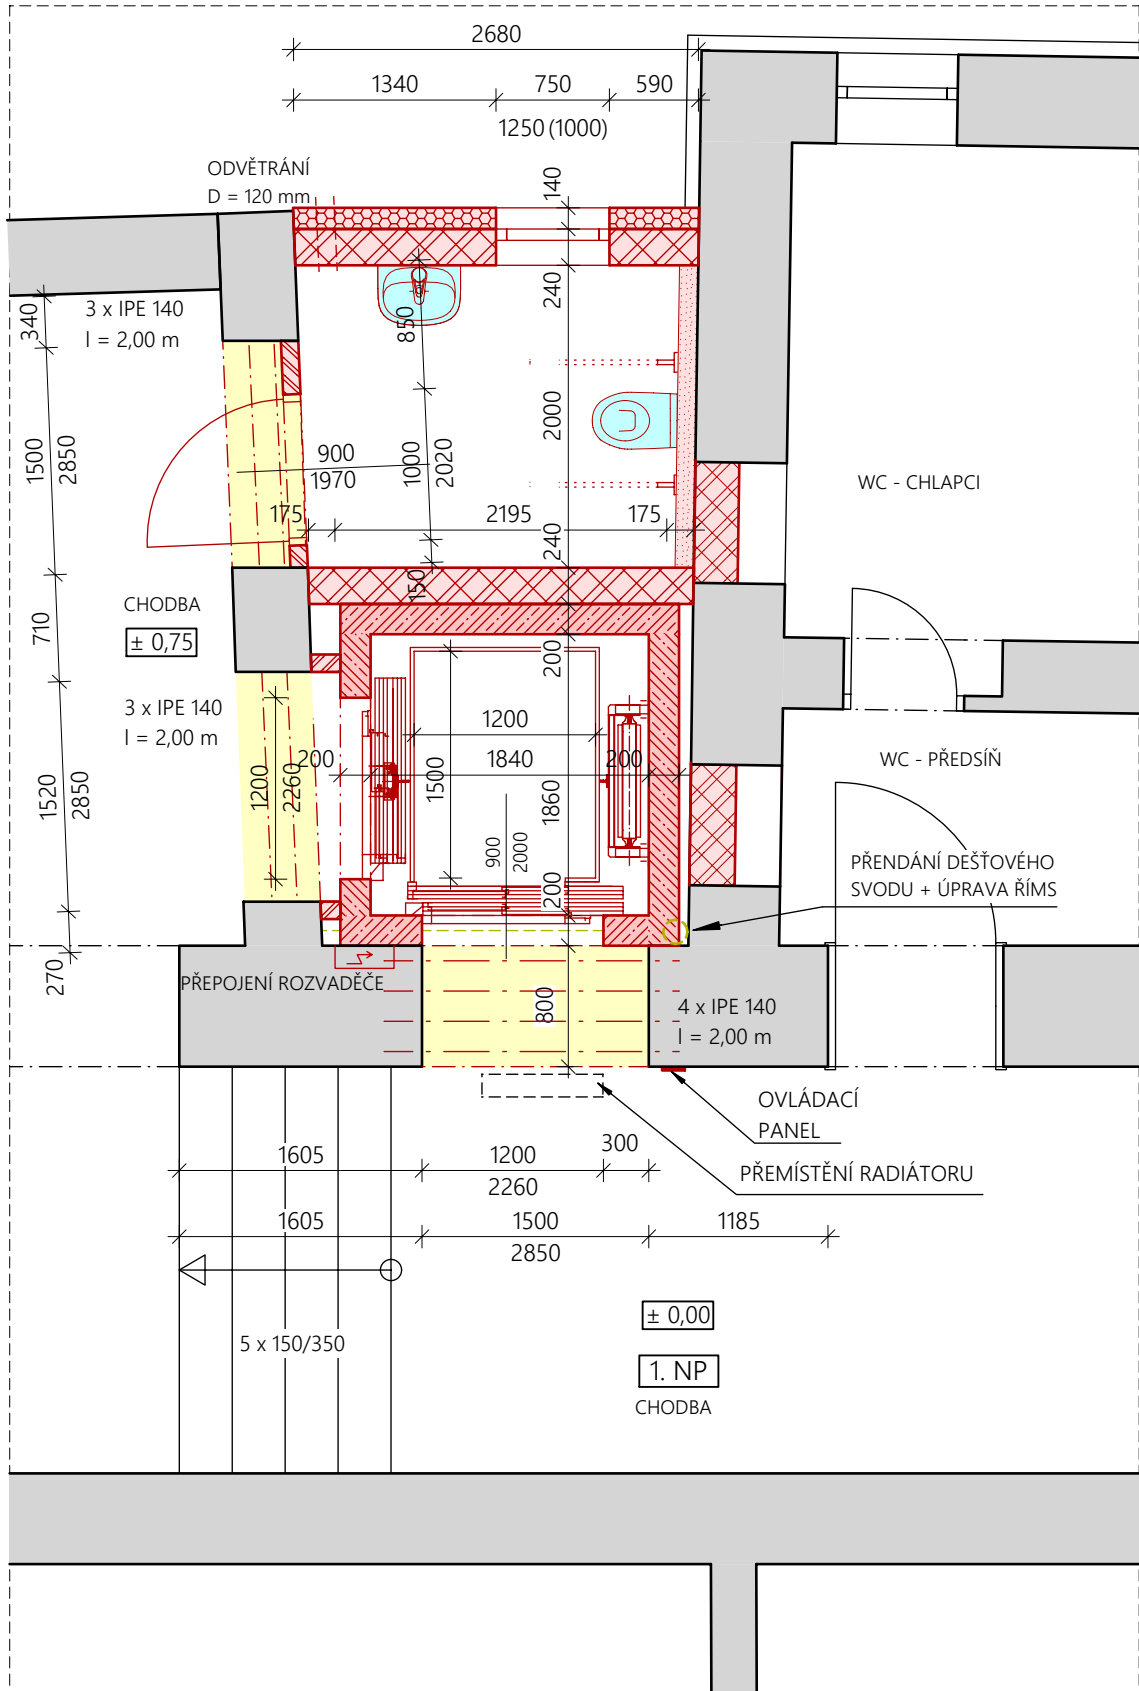 2680
1340
750
590
1250 (1000)
ODVĚTRÁNÍ
D = 120 mm
140
3 x IPE 140
l = 2,00 m
340
240
850
1500
2850
900
1970
1000
2020
2000
WC - CHLAPCI
175
2195
175
240
150
CHODBA
± 0,75
710
200
3 x IPE 140
l = 2,00 m
1200
WC - PŘEDSÍŇ
200
1840
200
1520
2850
1200
2260
1500
1860
900
2000
PŘENDÁNÍ DEŠŤOVÉHO
SVODU + ÚPRAVA ŘÍMS
200
270
PŘEPOJENÍ ROZVADĚČE
800
4 x IPE 140
l = 2,00 m
OVLÁDACÍ
PANEL
1605
1200
2260
300
PŘEMÍSTĚNÍ RADIÁTORU
1605
1500
2850
1185
± 0,00
5 x 150/350
1. NP
CHODBA